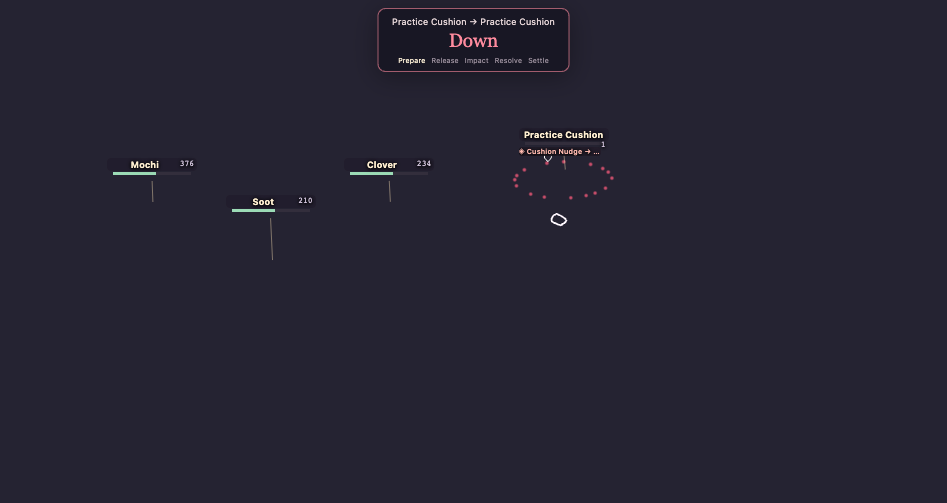 Practice Cushion → Practice Cushion
Down
Prepare Release Impact Resolve Settle
Practice Cushion
1
◈ Cushion Nudge → ...
Mochi 376
Clover 234
Soot 210